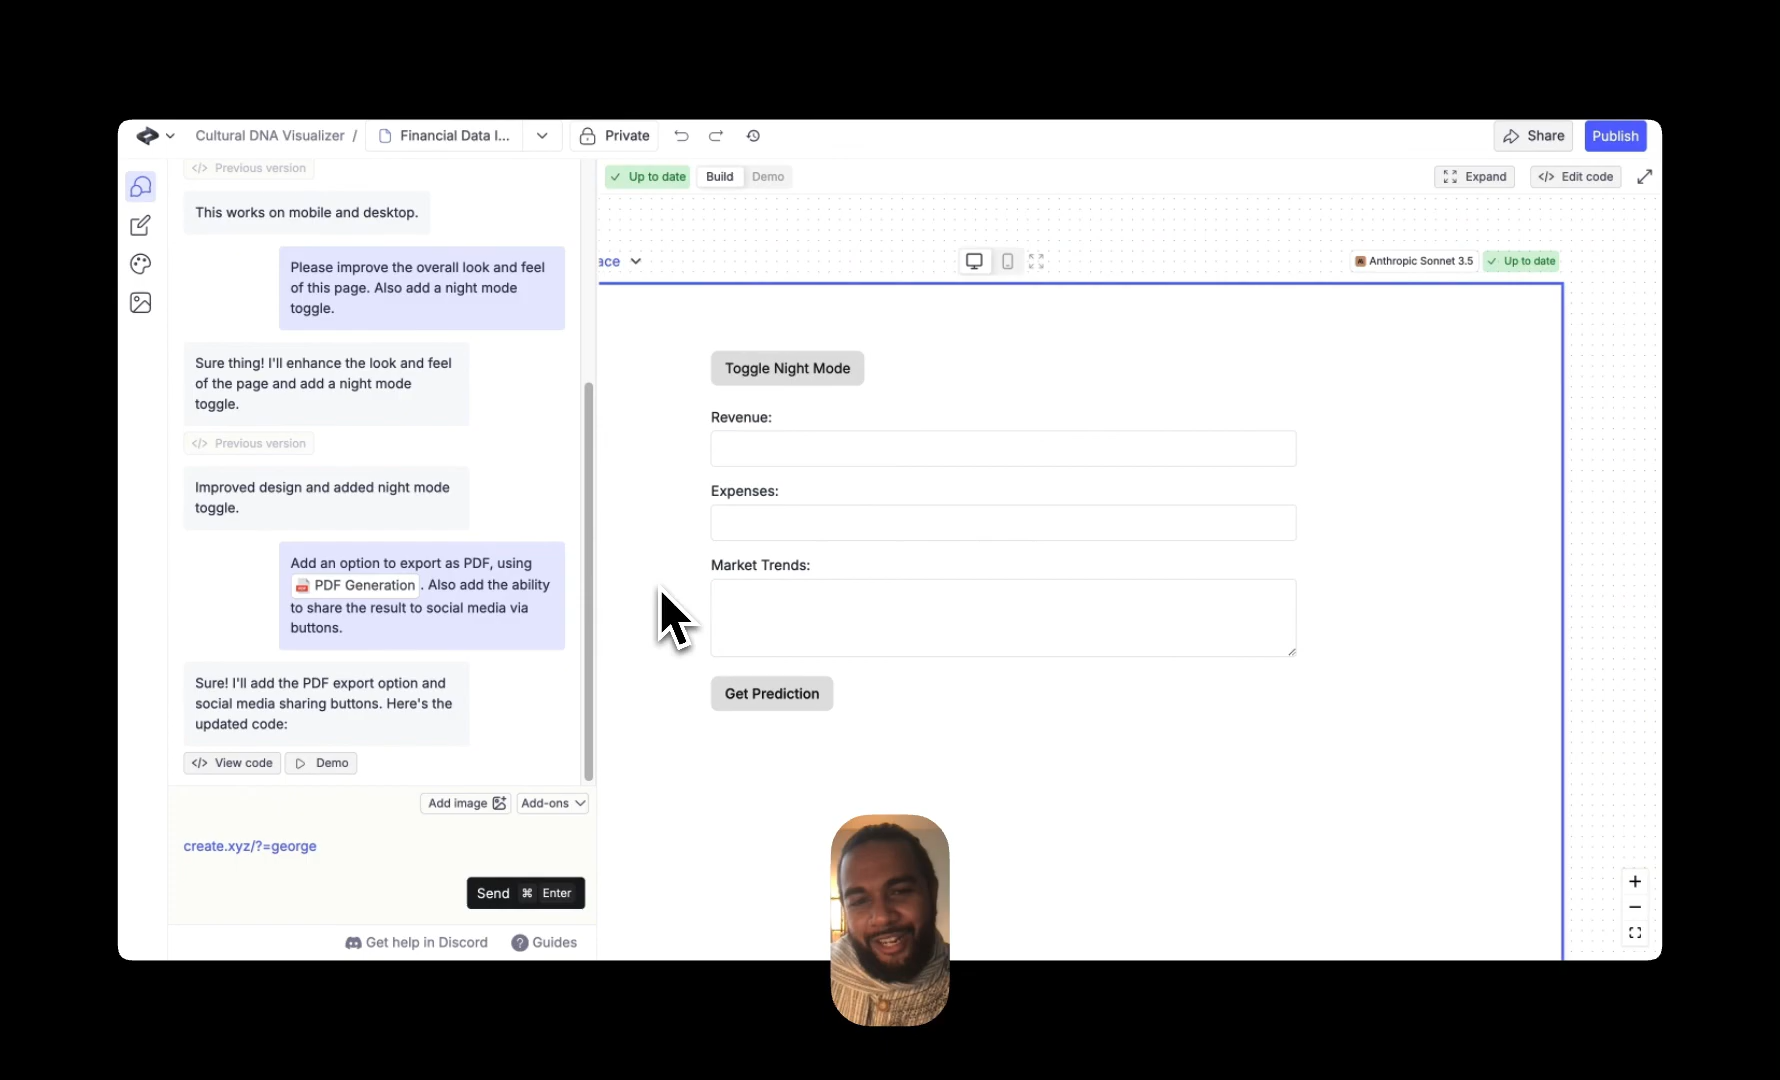 Cultural DNA Visualizer / Financial Data I... Private Share Publish
Previous version
This works on mobile and desktop.
Please improve the overall look and feel
of this page. Also add a night mode
toggle.
Sure thing! I'll enhance the look and feel
of the page and add a night mode
toggle.
Previous version
Improved design and added night mode
toggle.
Add an option to export as PDF, using
PDF Generation . Also add the ability
to share the result to social media via
buttons.
Sure! I'll add the PDF export option and
social media sharing buttons. Here's the
updated code:
View code Demo
Add image Add-ons
create.xyz/?=george
Send ⌘ Enter
Get help in Discord Guides
Up to date Build Demo Expand Edit code
ace Anthropic Sonnet 3.5 Up to date
Toggle Night Mode
Revenue:
Expenses:
Market Trends:
Get Prediction